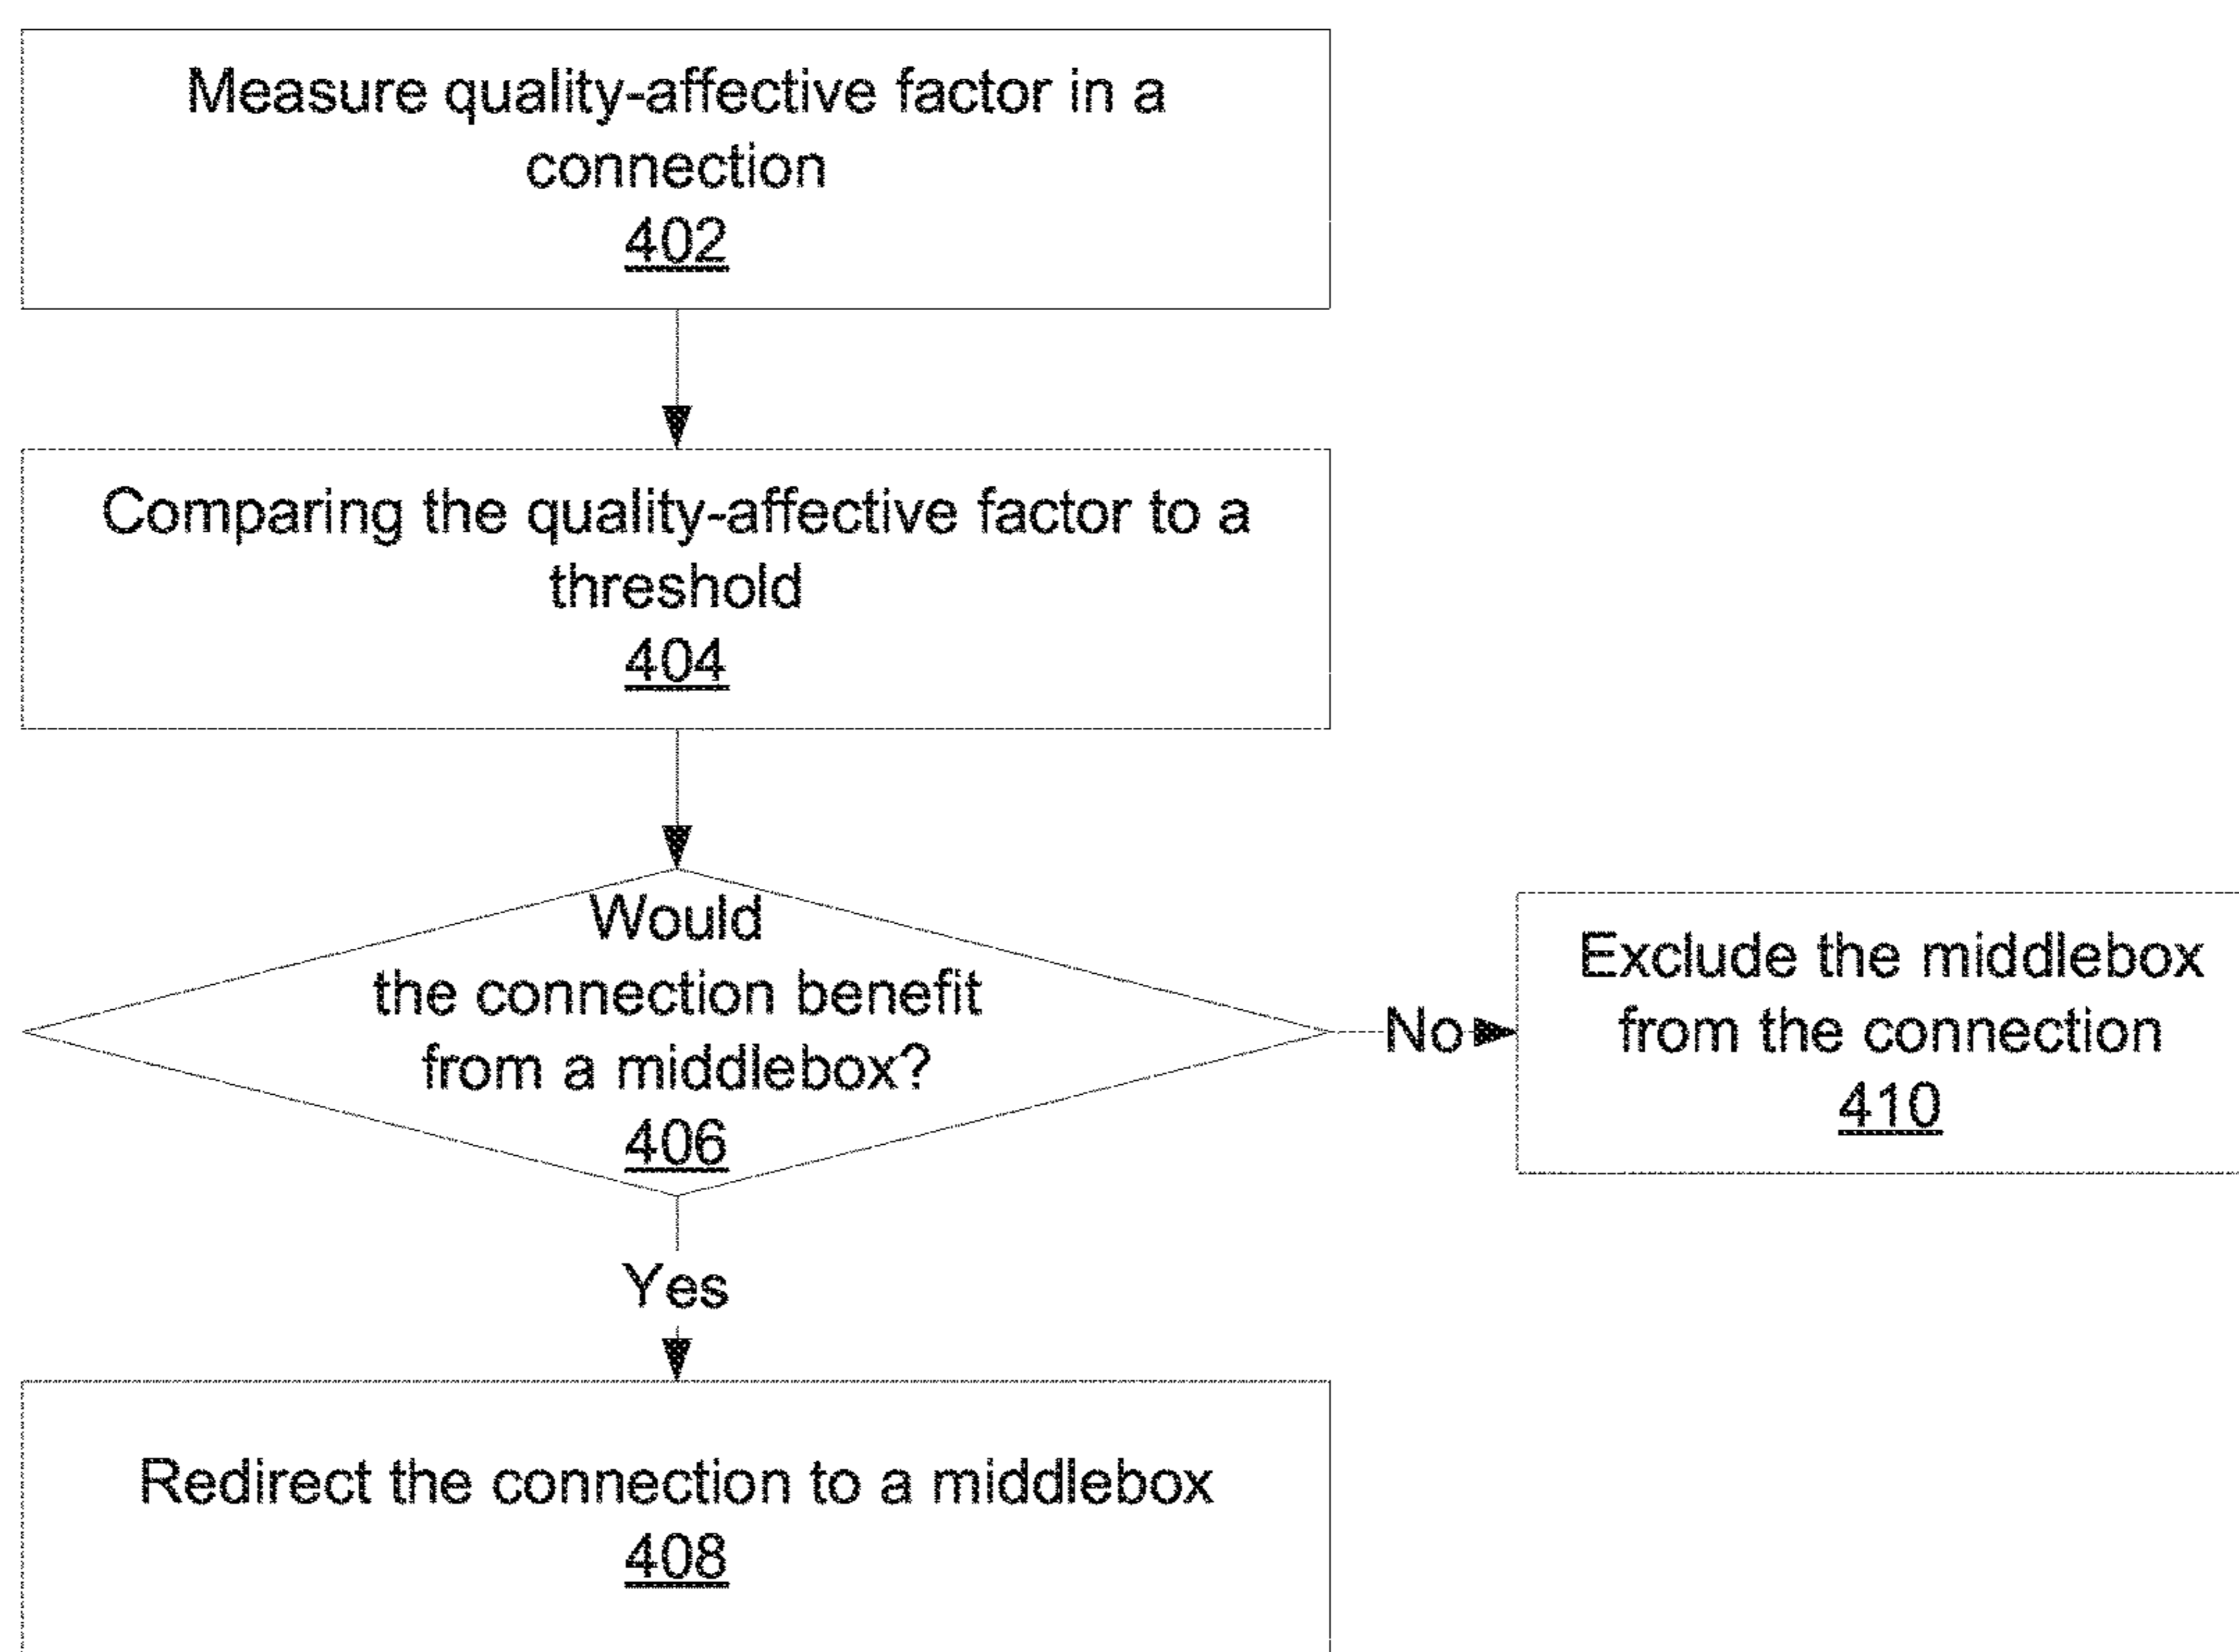 Measure quality-affective factor in a
connection
402
Comparing the quality-affective factor to a
threshold
404
Would
the connection benefit
from a middlebox?
406
No
Exclude the middlebox
from the connection
410
Yes
Redirect the connection to a middlebox
408